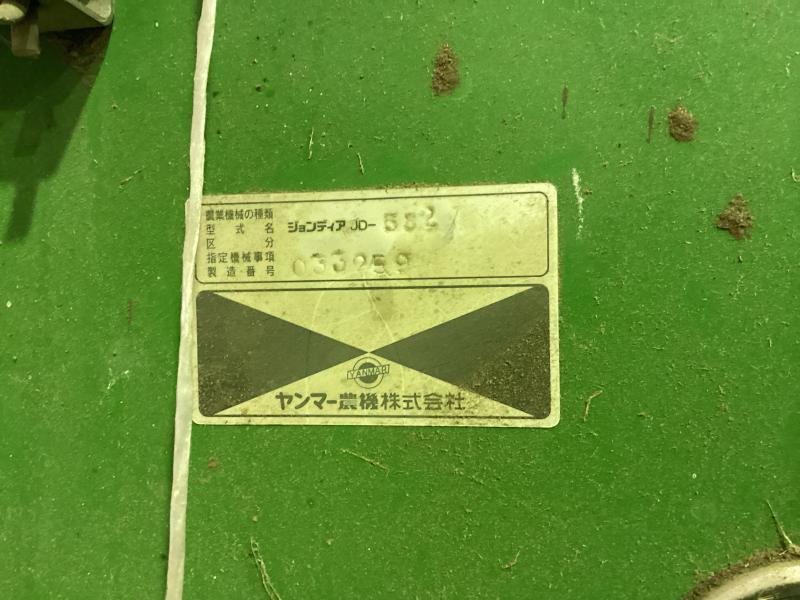 農業機械の種類
型式名 ジョンディア JD-
区分
指定機械事項
製造番号 033259
YANMAR
ヤンマー農機株式会社